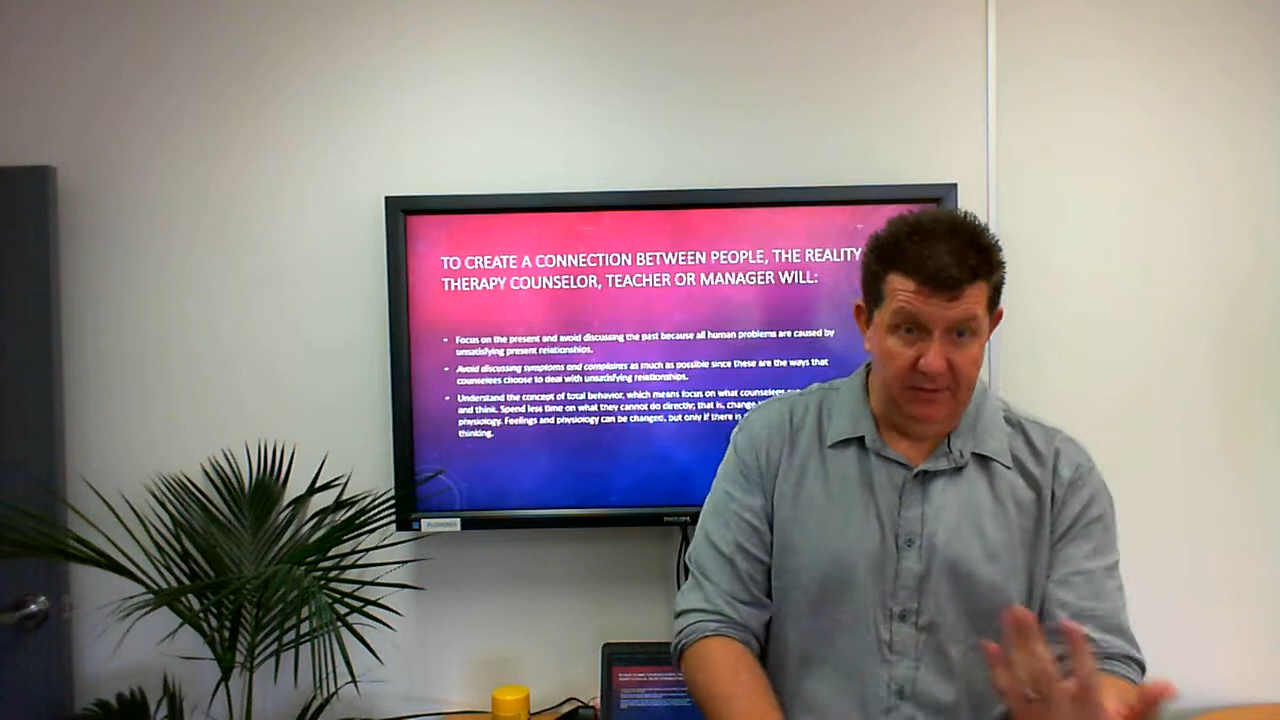 TO CREATE A CONNECTION BETWEEN PEOPLE, THE REALITY
THERAPY COUNSELOR, TEACHER OR MANAGER WILL:
• Focus on the present and avoid discussing the past because all human problems are caused by
unsatisfying present relationships.
• Avoid discussing symptoms and complaints as much as possible since these are the ways that
counselees choose to deal with unsatisfying relationships.
• Understand the concept of total behavior, which means focus on what counselees
and think. Spend less time on what they cannot do directly; that is, change
physiology. Feelings and physiology can be changed, but only if there is
thinking.
PHILIPS